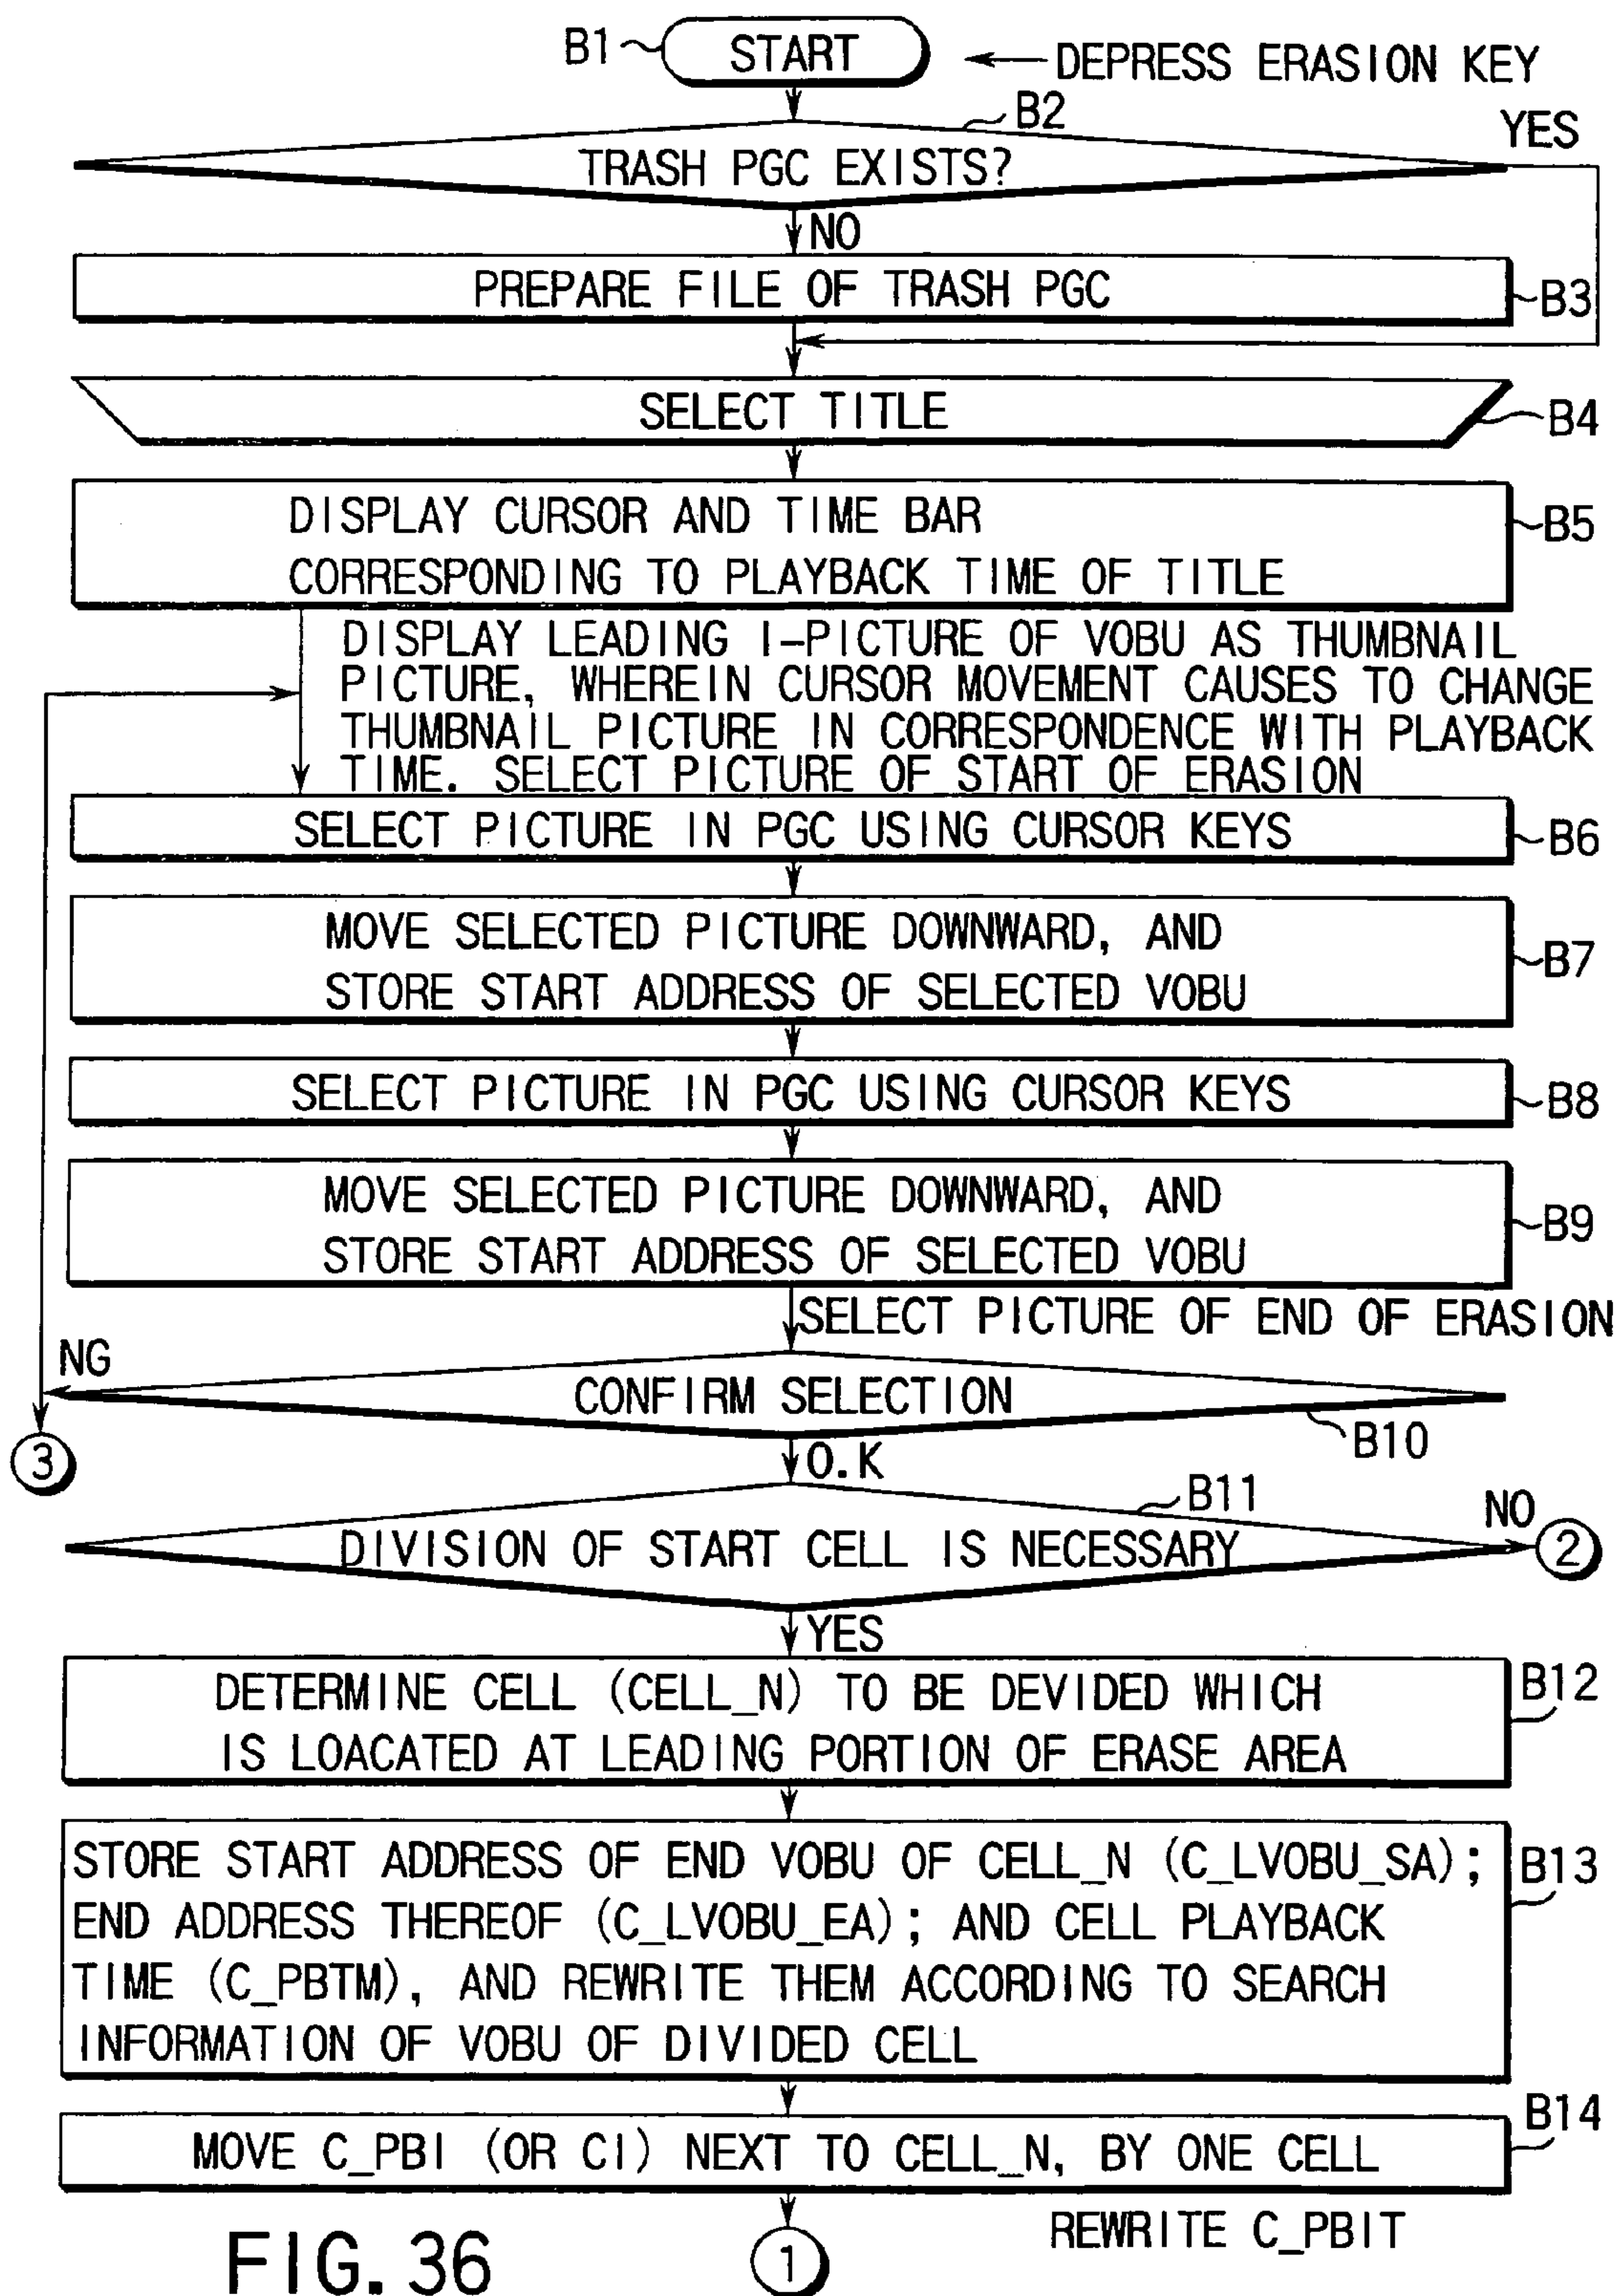 B1
START
DEPRESS ERASION KEY
B2
YES
TRASH PGC EXISTS?
NO
PREPARE FILE OF TRASH PGC
B3
SELECT TITLE
B4
DISPLAY CURSOR AND TIME BAR
CORRESPONDING TO PLAYBACK TIME OF TITLE
B5
DISPLAY LEADING I-PICTURE OF VOBU AS THUMBNAIL
PICTURE, WHEREIN CURSOR MOVEMENT CAUSES TO CHANGE
THUMBNAIL PICTURE IN CORRESPONDENCE WITH PLAYBACK
TIME. SELECT PICTURE OF START OF ERASION
SELECT PICTURE IN PGC USING CURSOR KEYS
B6
MOVE SELECTED PICTURE DOWNWARD, AND
STORE START ADDRESS OF SELECTED VOBU
B7
SELECT PICTURE IN PGC USING CURSOR KEYS
B8
MOVE SELECTED PICTURE DOWNWARD, AND
STORE START ADDRESS OF SELECTED VOBU
B9
SELECT PICTURE OF END OF ERASION
NG
CONFIRM SELECTION
B10
3
O.K
B11
NO
DIVISION OF START CELL IS NECESSARY
2
YES
DETERMINE CELL (CELL_N) TO BE DEVIDED WHICH
IS LOACATED AT LEADING PORTION OF ERASE AREA
B12
STORE START ADDRESS OF END VOBU OF CELL_N (C_LVOBU_SA);
END ADDRESS THEREOF (C_LVOBU_EA); AND CELL PLAYBACK
TIME (C_PBTM), AND REWRITE THEM ACCORDING TO SEARCH
INFORMATION OF VOBU OF DIVIDED CELL
B13
B14
MOVE C_PBI (OR CI) NEXT TO CELL_N, BY ONE CELL
REWRITE C_PBIT
1
FIG. 36